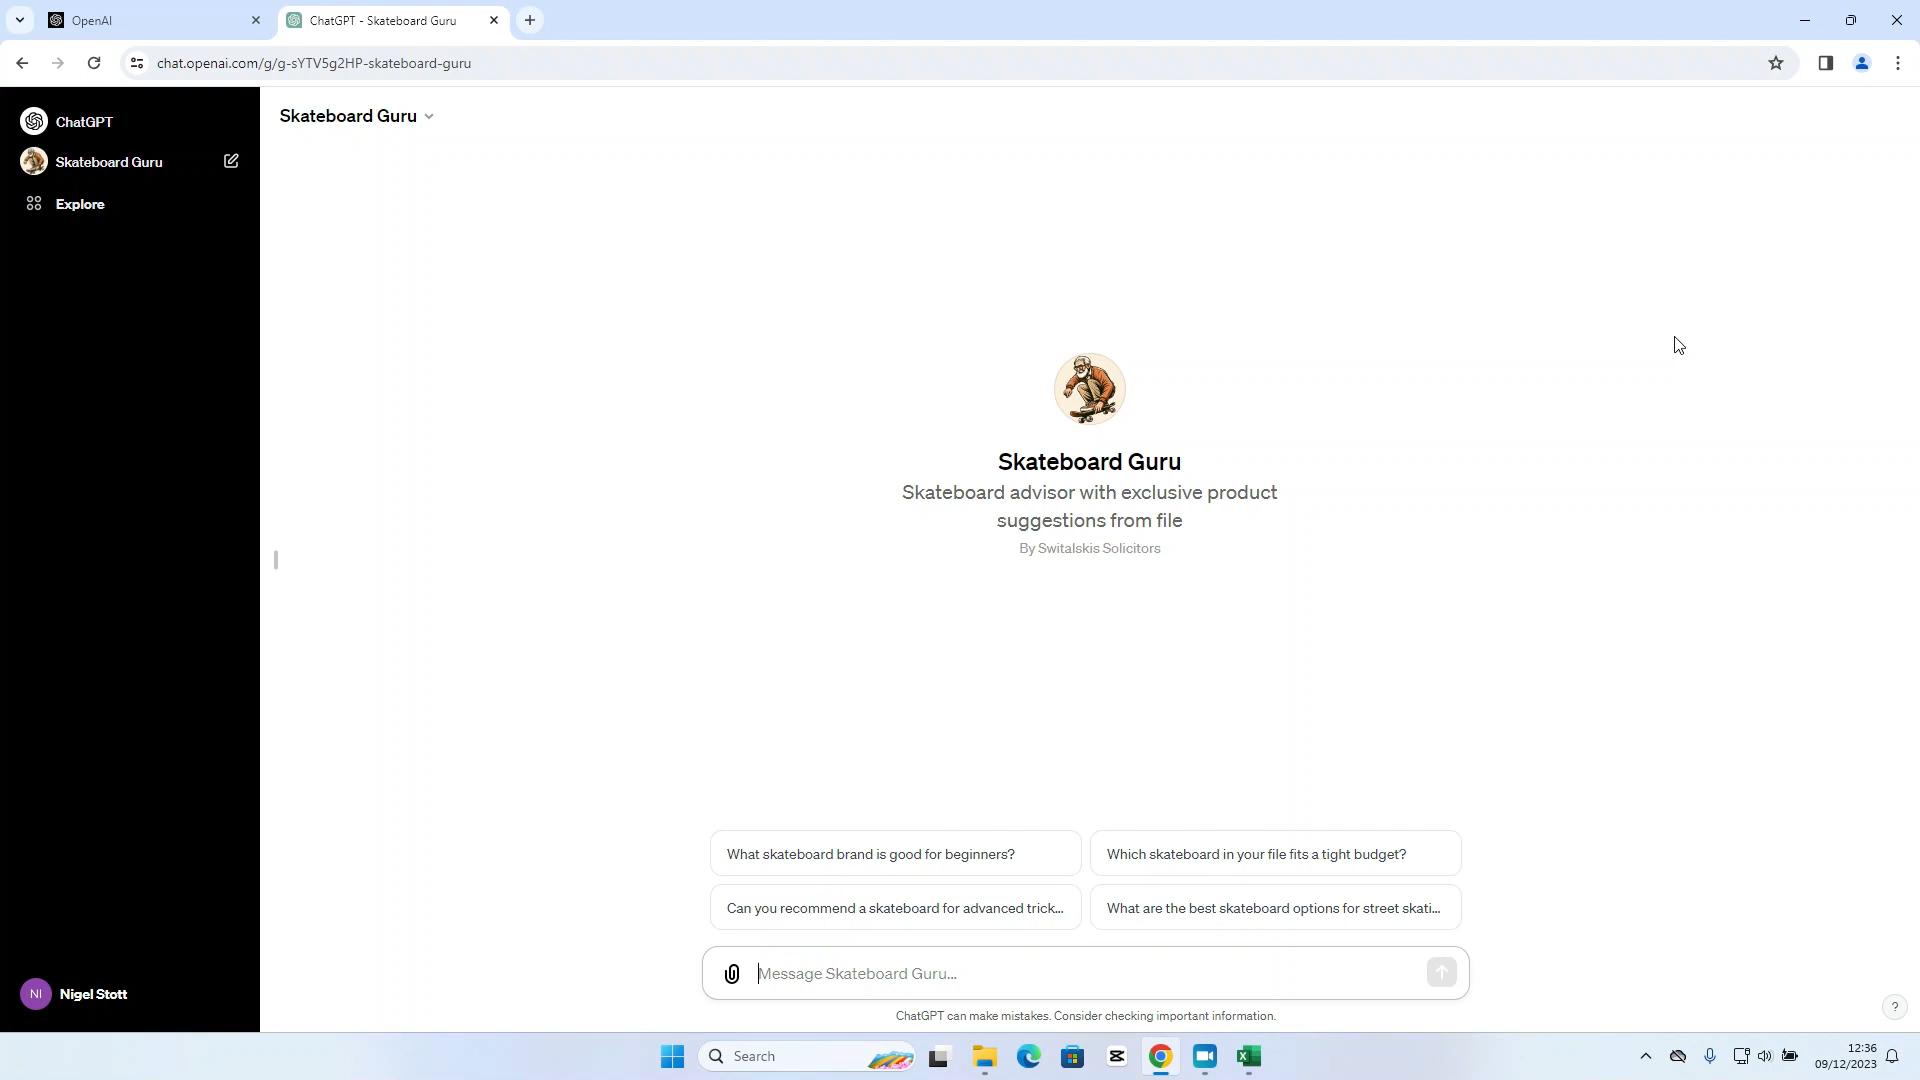 OpenAI
ChatGPT - Skateboard Guru
chat.openai.com/g/g-sYTV5g2HP-skateboard-guru
ChatGPT
Skateboard Guru
Skateboard Guru
Explore
Skateboard Guru
Skateboard advisor with exclusive product
suggestions from file
By Switalskis Solicitors
What skateboard brand is good for beginners?
Which skateboard in your file fits a tight budget?
Can you recommend a skateboard for advanced trick...
What are the best skateboard options for street skati...
Message Skateboard Guru...
NI
Nigel Stott
ChatGPT can make mistakes. Consider checking important information.
?
Search
12:36
09/12/2023